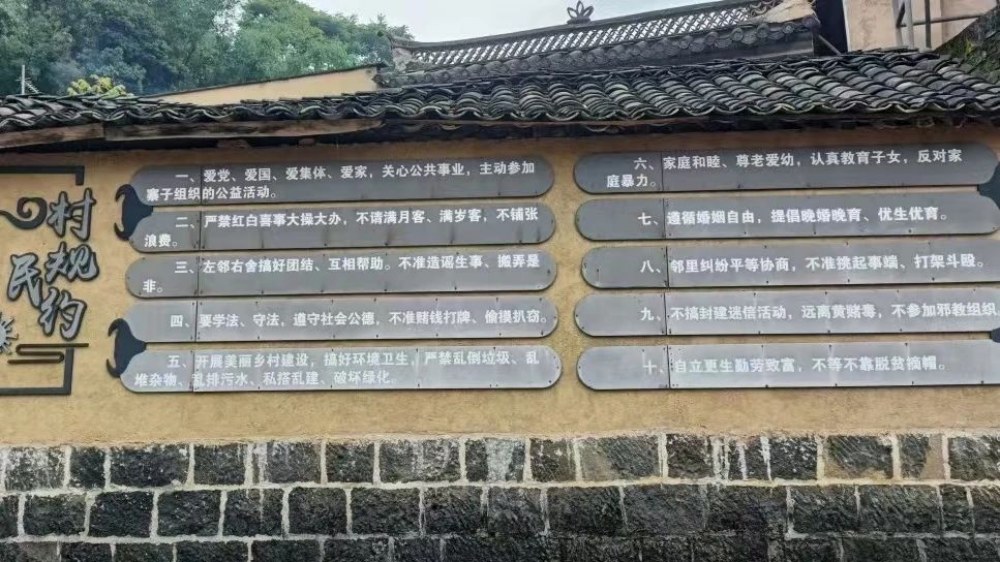 村规
民约
一、爱党、爱国、爱集体、爱家，关心公共事业，主动参加
寨子组织的公益活动。
二、严禁红白喜事大操大办，不请满月客、满岁客，不铺张
浪费。
三、左邻右舍搞好团结、互相帮助。不准造谣生事、搬弄是
非。
四、要学法、守法，遵守社会公德，不准赌钱打牌、偷摸扒窃。
五、开展美丽乡村建设，搞好环境卫生，严禁乱倒垃圾、乱
堆杂物、乱排污水、私搭乱建、破坏绿化。
六、家庭和睦、尊老爱幼，认真教育子女，反对家
庭暴力。
七、遵循婚姻自由，提倡晚婚晚育、优生优育。
八、邻里纠纷平等协商，不准挑起事端、打架斗殴。
九、不搞封建迷信活动，远离黄赌毒，不参加邪教组织
十、自立更生勤劳致富，不等不靠脱贫摘帽。